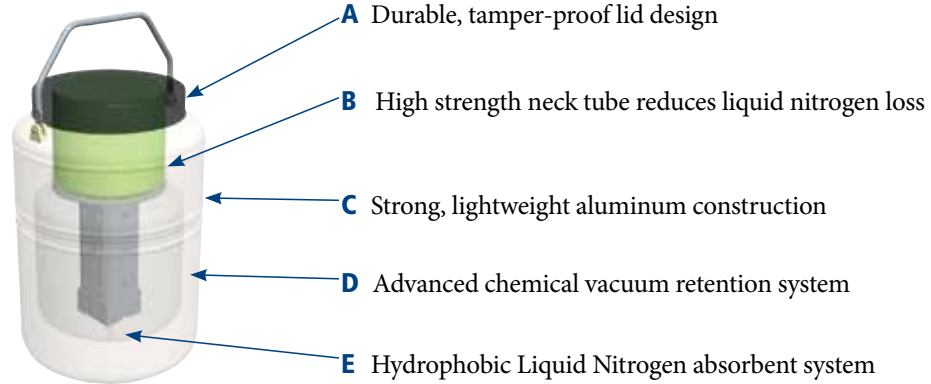 A Durable, tamper-proof lid design
B High strength neck tube reduces liquid nitrogen loss
C Strong, lightweight aluminum construction
D Advanced chemical vacuum retention system
E Hydrophobic Liquid Nitrogen absorbent system